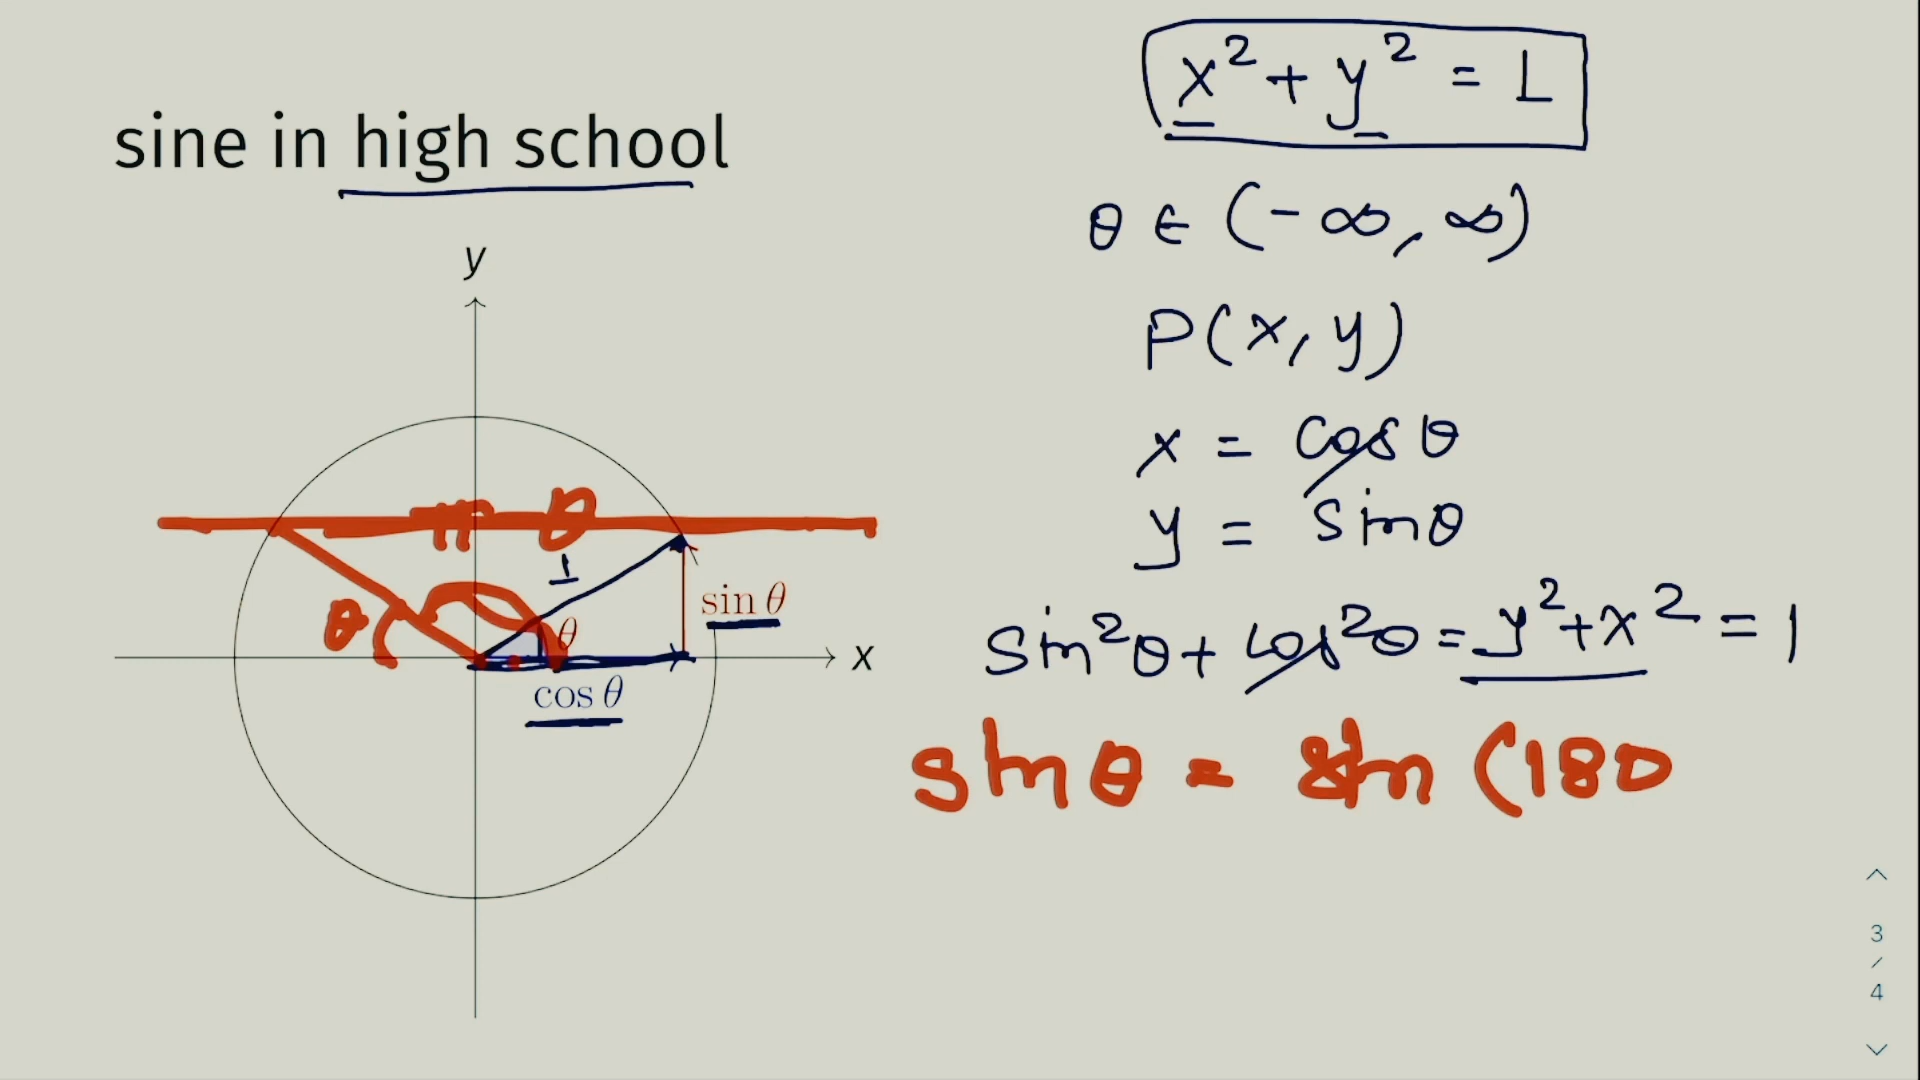 sine in high school
x² + y² = 1
θ ∈ (-∞, ∞)
P(x, y)
x = cos θ
y = sin θ
sin²θ + cos²θ = y² + x² = 1
sin θ = sin (180
y
π θ
1
θ
θ
sin θ
x
cos θ
3
/
4